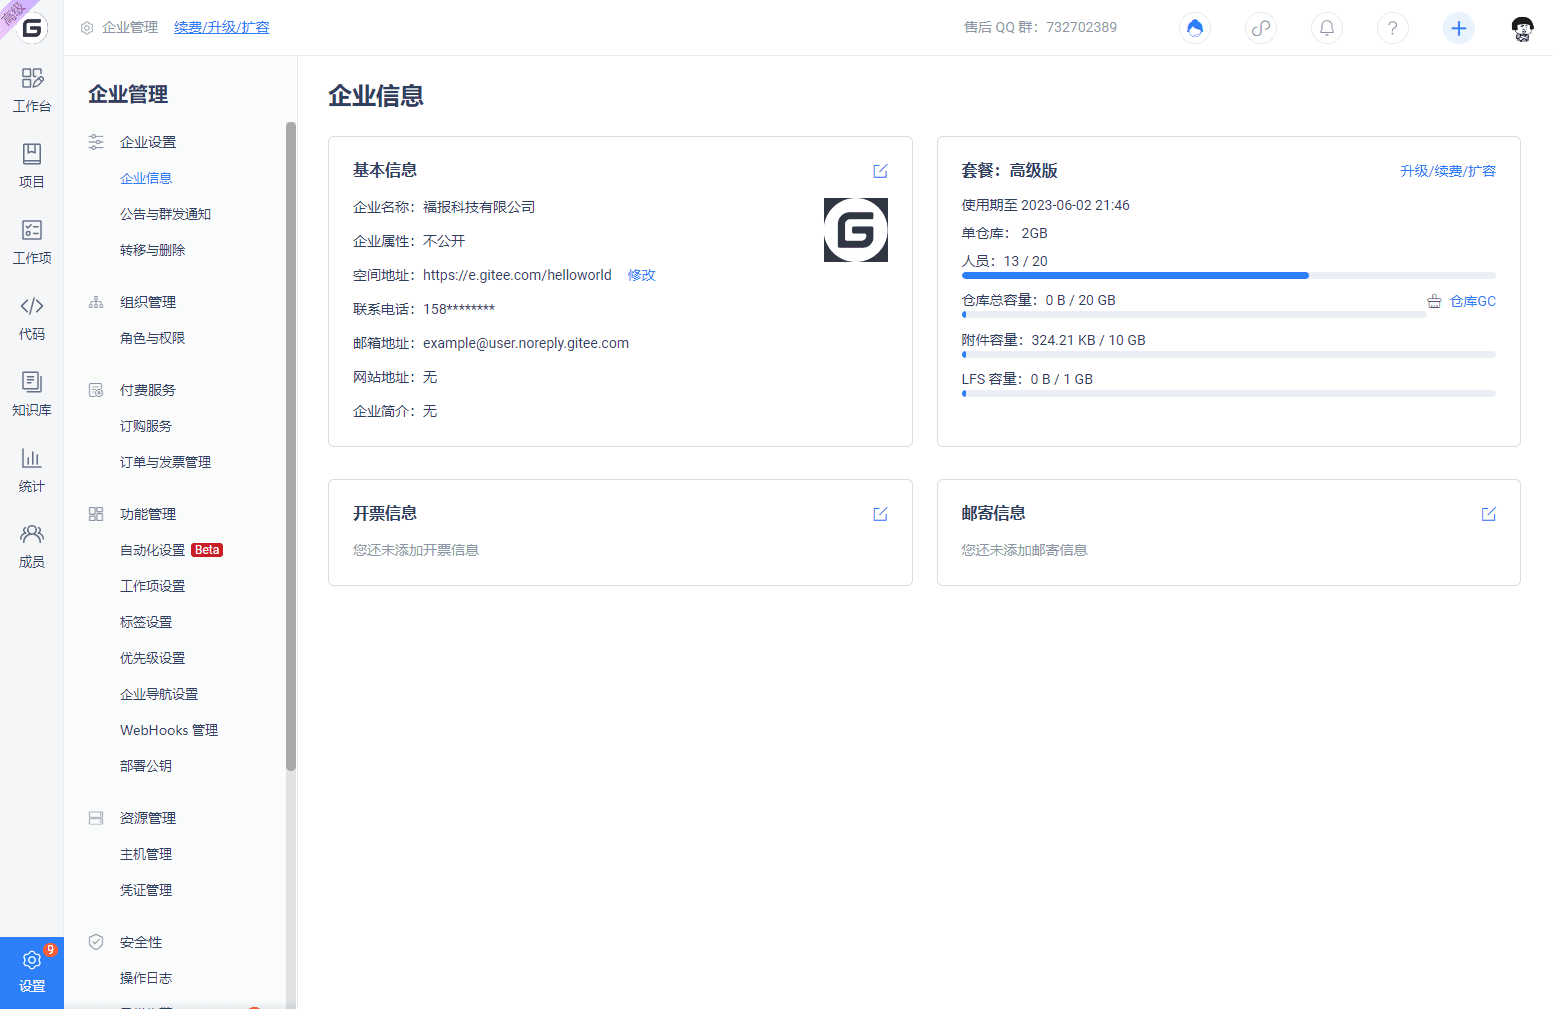 高级
企业管理
续费/升级/扩容
售后 QQ 群：732702389
工作台
项目
工作项
代码
知识库
统计
成员
9
设置
企业管理
企业设置
企业信息
公告与群发通知
转移与删除
组织管理
角色与权限
付费服务
订购服务
订单与发票管理
功能管理
自动化设置 Beta
工作项设置
标签设置
优先级设置
企业导航设置
WebHooks 管理
部署公钥
资源管理
主机管理
凭证管理
安全性
操作日志
企业信息
基本信息
企业名称：福报科技有限公司
企业属性：不公开
空间地址：https://e.gitee.com/helloworld 修改
联系电话：158********
邮箱地址：example@user.noreply.gitee.com
网站地址：无
企业简介：无
套餐：高级版
升级/续费/扩容
使用期至 2023-06-02 21:46
单仓库： 2GB
人员：13 / 20
仓库总容量：0 B / 20 GB
仓库GC
附件容量：324.21 KB / 10 GB
LFS 容量：0 B / 1 GB
开票信息
您还未添加开票信息
邮寄信息
您还未添加邮寄信息